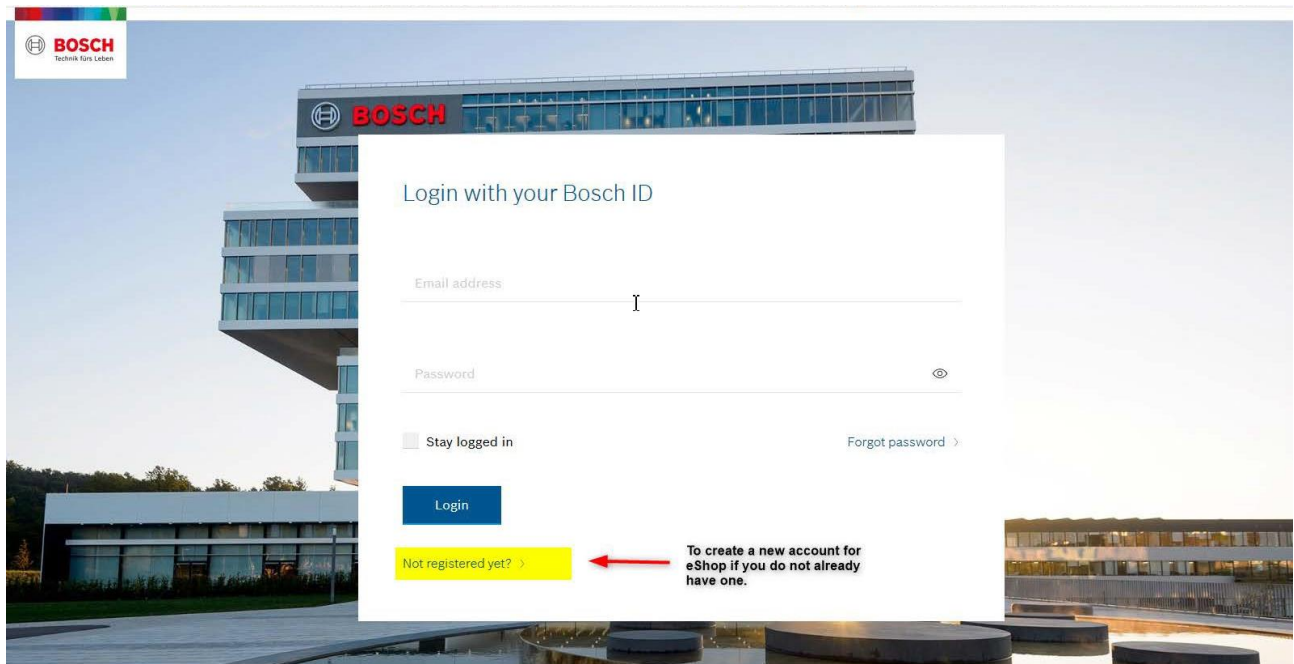 BOSCH
Technik fürs Leben
BOSCH
Login with your Bosch ID
Email address
Password
Stay logged in
Forgot password
Login
Not registered yet?
To create a new account for
eShop if you do not already
have one.